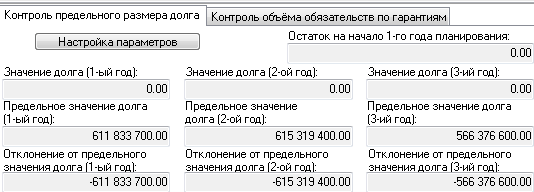 Контроль предельного размера долга Контроль объёма обязательств по гарантиям
Настройка параметров
Остаток на начало 1-го года планирования:
0.00
Значение долга (1-ый год): Значение долга (2-ой год): Значение долга (3-ий год):
0.00 0.00 0.00
Предельное значение долга Предельное значение Предельное значение долга
(1-ый год): долга (2-ой год): (3-ий год):
611 833 700.00 615 319 400.00 566 376 600.00
Отклонение от предельного Отклонение от предельного Отклонение от предельного
значения долга (1-ый год): значения долга (2-ой год): значения долга (3-ий год):
-611 833 700.00 -615 319 400.00 -566 376 600.00